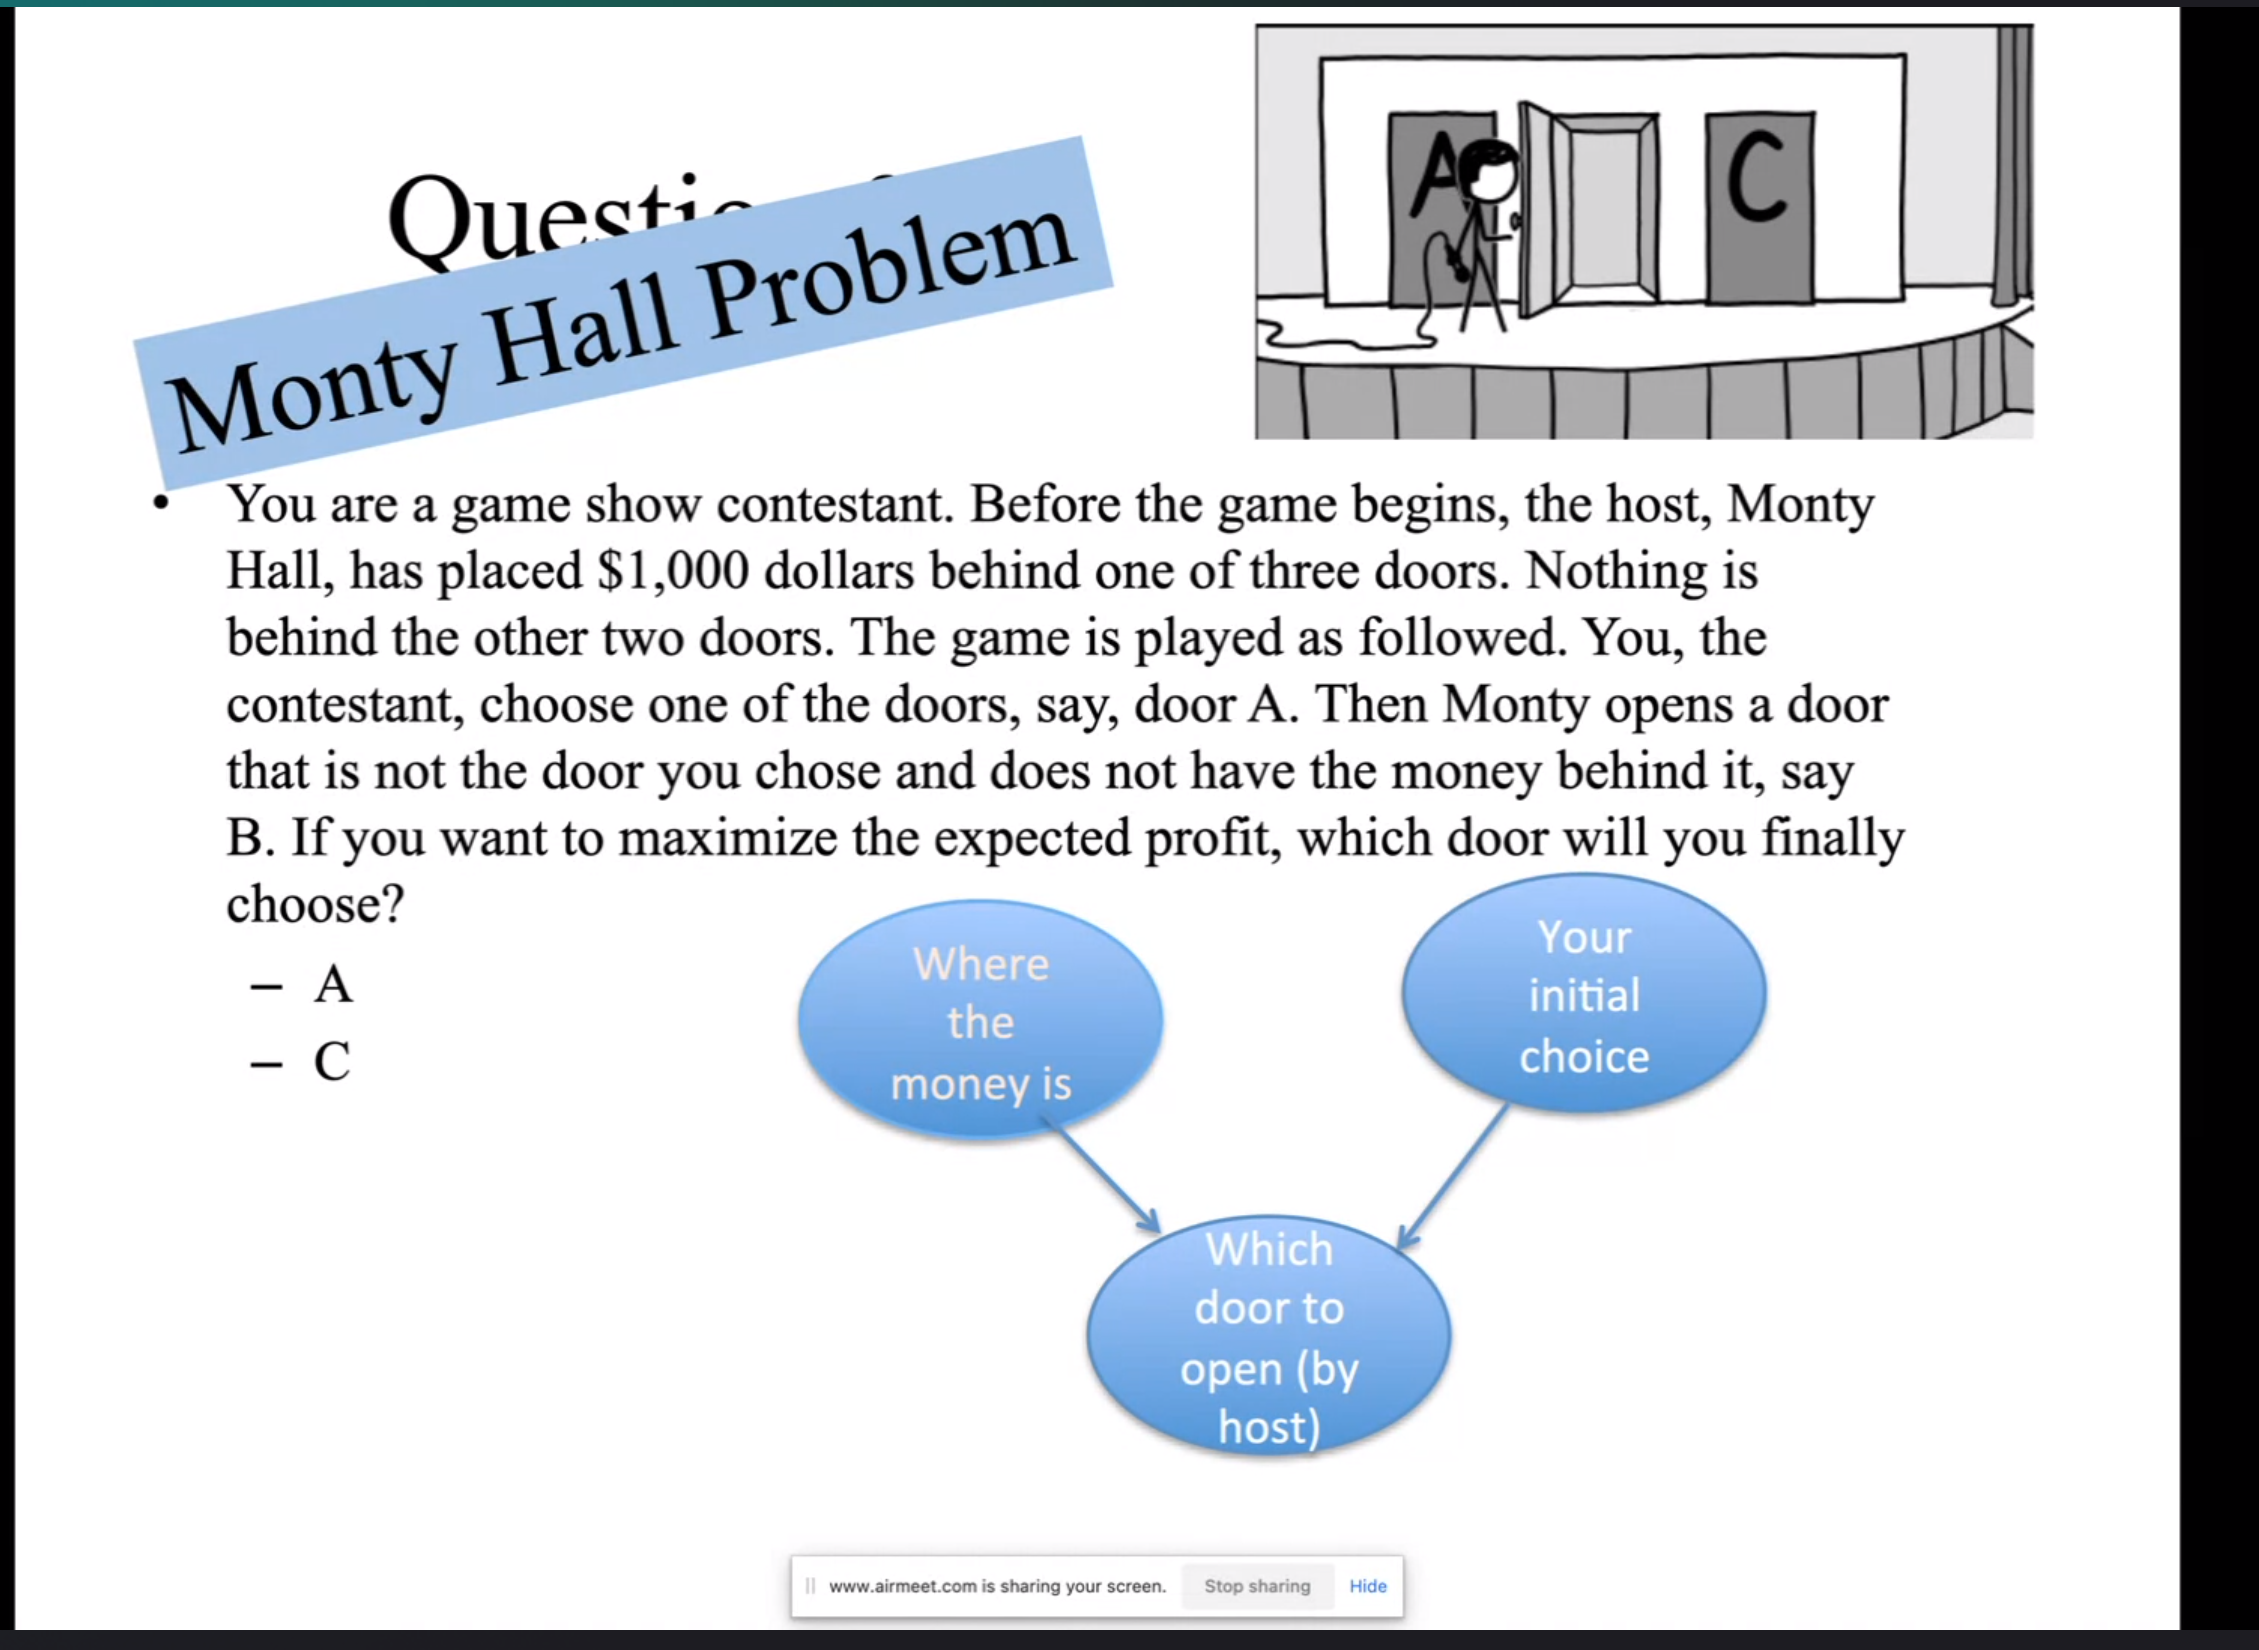 Monty Hall Problem
A
C
• You are a game show contestant. Before the game begins, the host, Monty
Hall, has placed $1,000 dollars behind one of three doors. Nothing is
behind the other two doors. The game is played as followed. You, the
contestant, choose one of the doors, say, door A. Then Monty opens a door
that is not the door you chose and does not have the money behind it, say
B. If you want to maximize the expected profit, which door will you finally
choose?
– A
– C
Where
the
money is
Your
initial
choice
Which
door to
open (by
host)
www.airmeet.com is sharing your screen.
Stop sharing
Hide